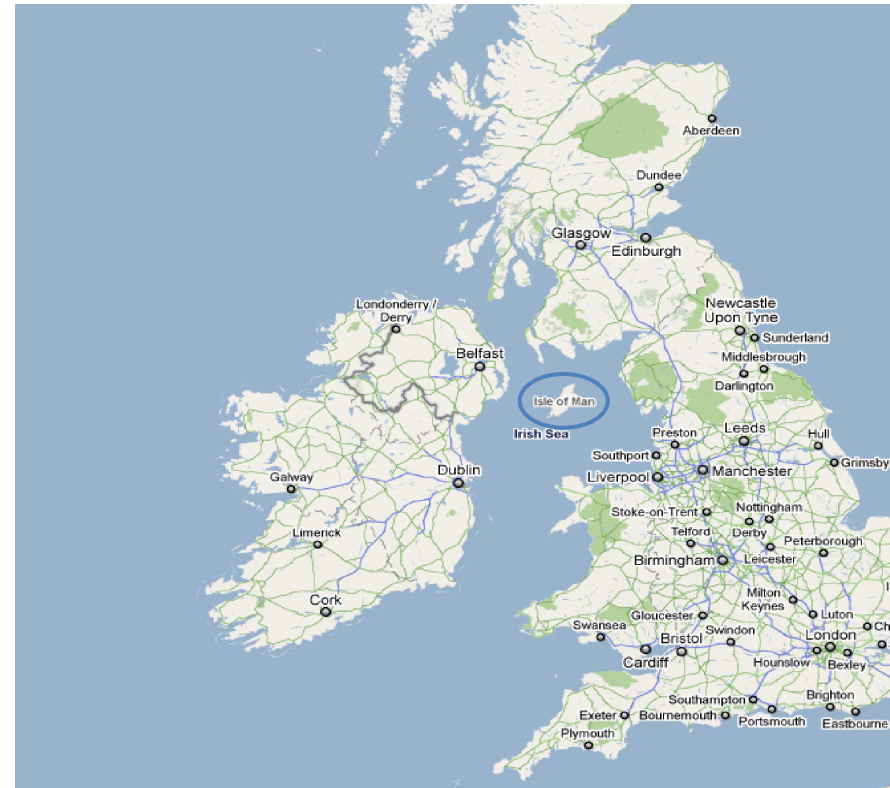 Aberdeen
Dundee
Glasgow
Edinburgh
Londonderry /
Derry
Newcastle
Upon Tyne
Sunderland
Belfast
Middlesbrough
Darlington
Isle of Man
Irish Sea
Preston
Leeds
Hull
Southport
Grimsby
Dublin
Liverpool
Manchester
Galway
Stoke-on-Trent
Nottingham
Limerick
Telford
Derby
Peterborough
Birmingham
Leicester
Cork
Milton
Keynes
Gloucester
Luton
Swansea
Bristol
Swindon
London
Cardiff
Hounslow
Bexley
Southampton
Brighton
Exeter
Bournemouth
Portsmouth
Eastbourne
Plymouth